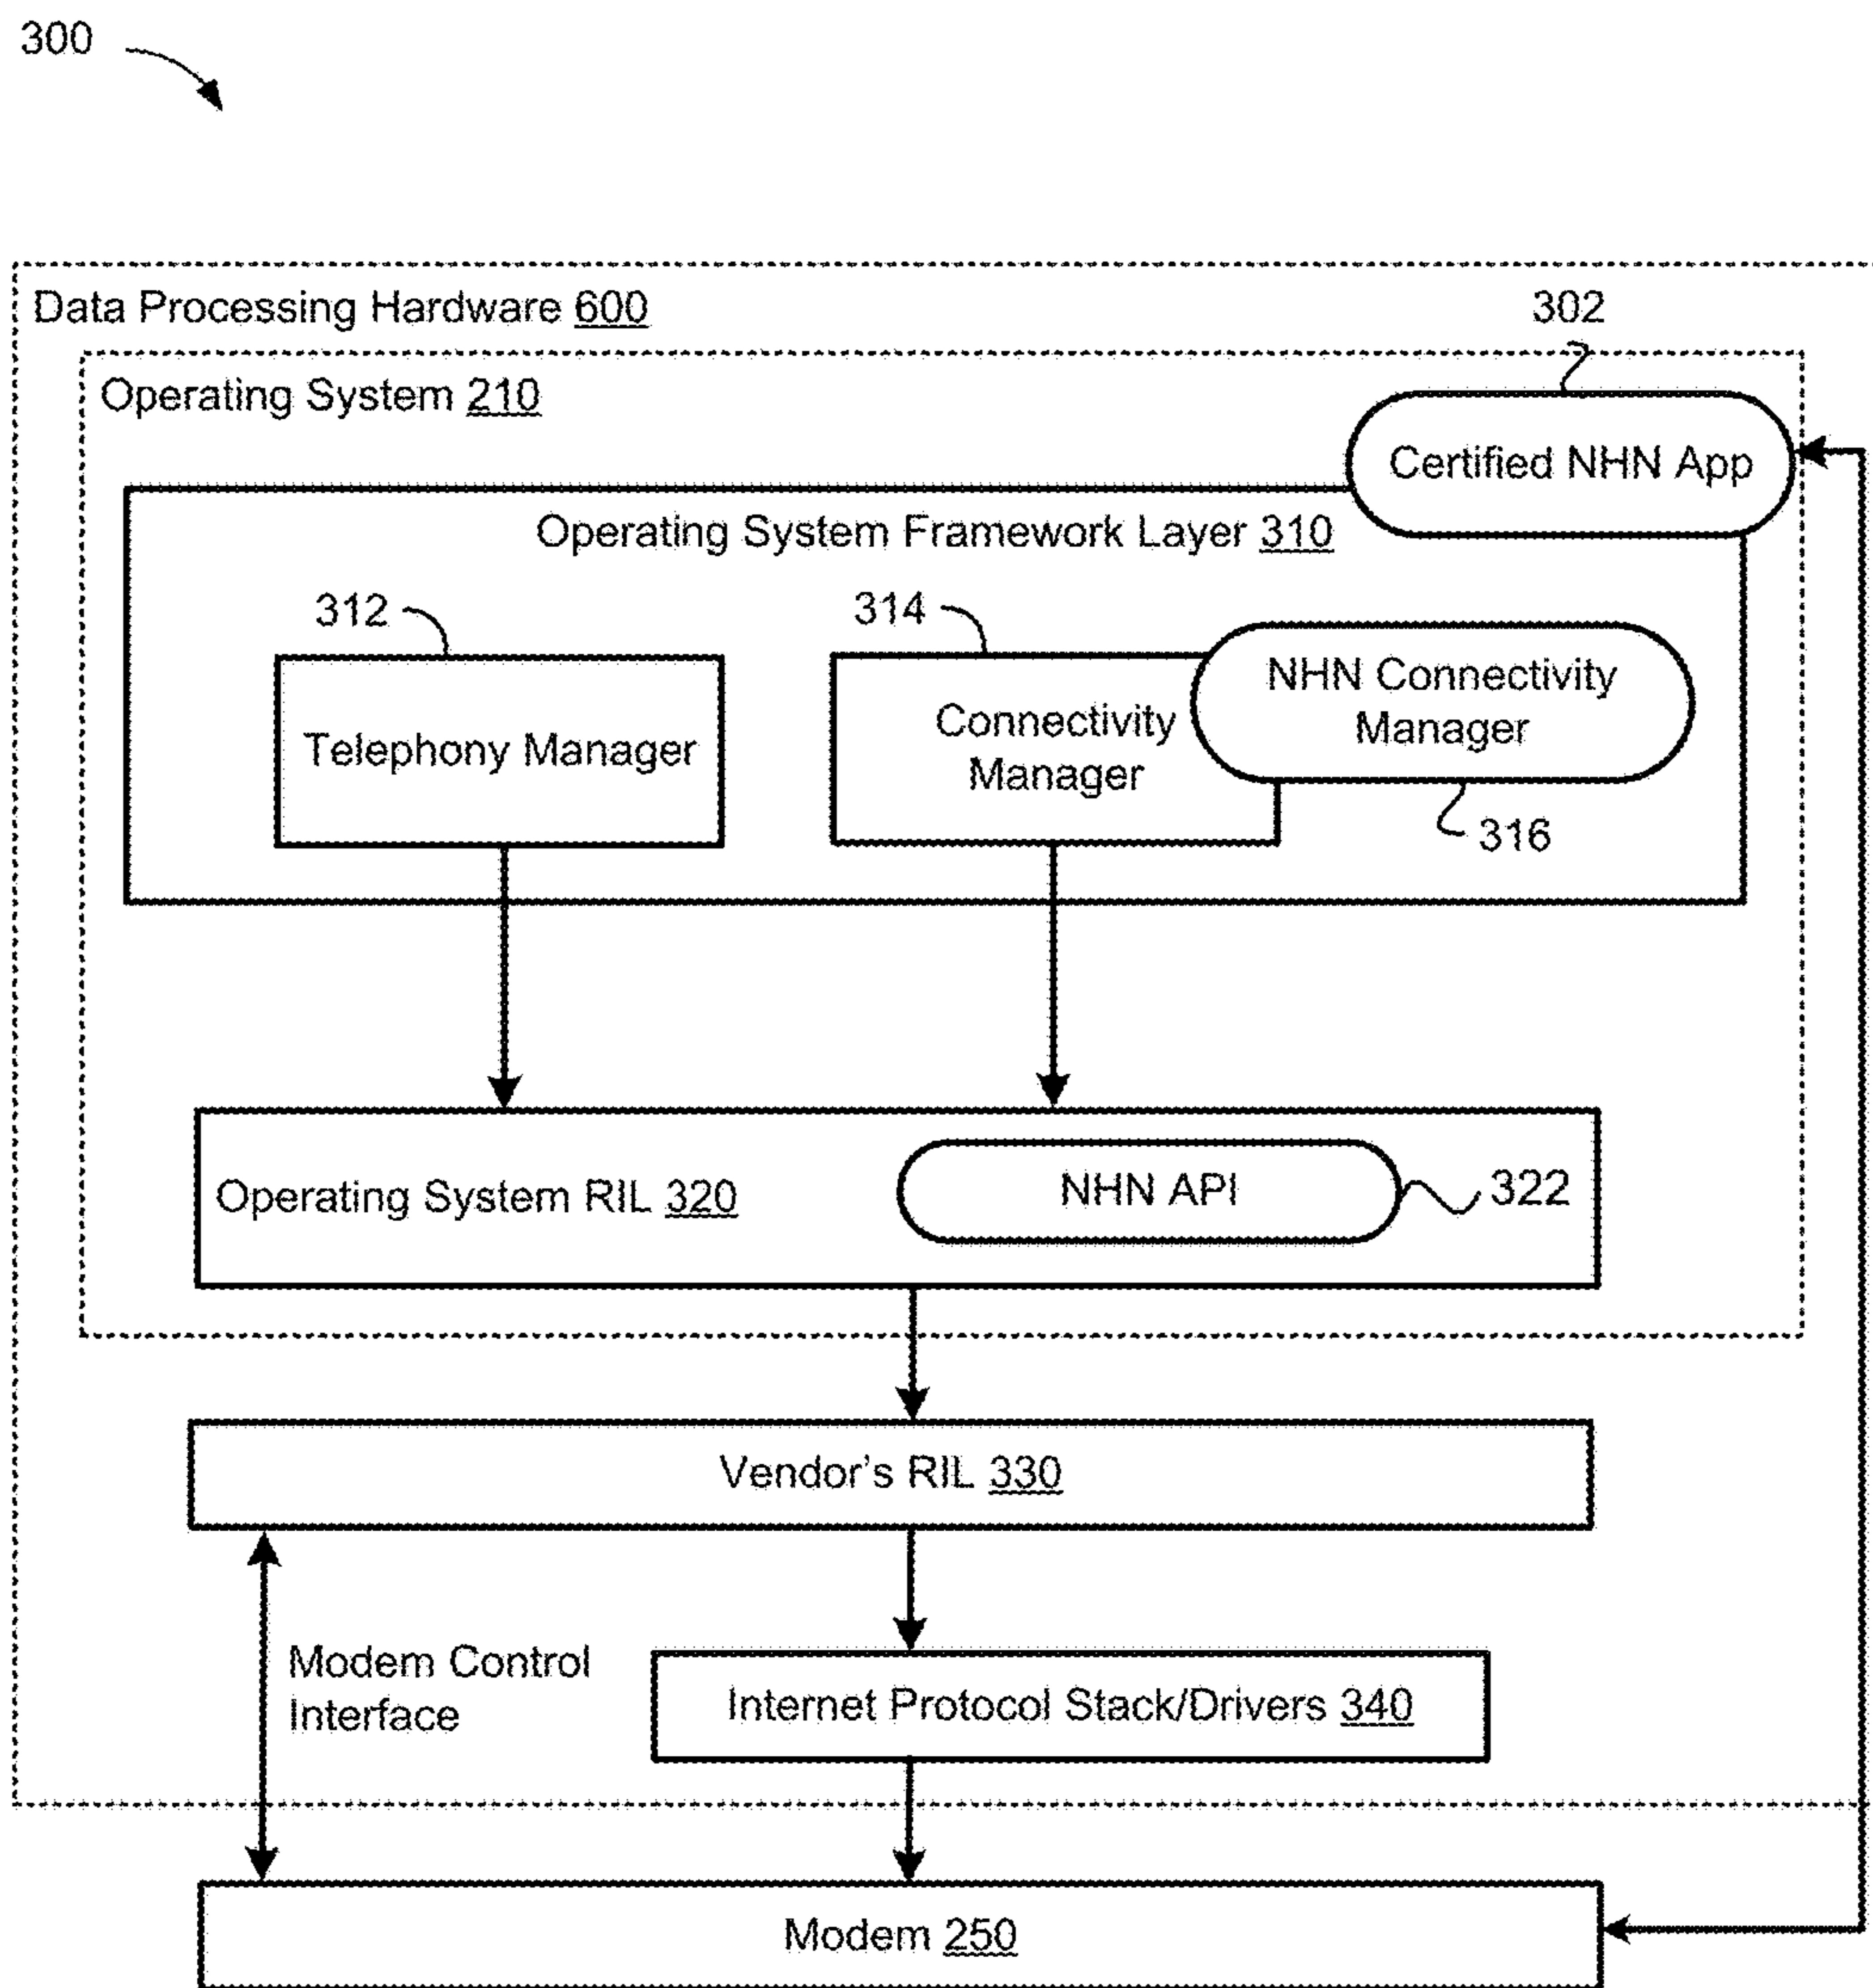 300
Data Processing Hardware 600
302
Operating System 210
Certified NHN App
Operating System Framework Layer 310
312
314
NHN Connectivity
Manager
Telephony Manager
Connectivity
Manager
316
Operating System RIL 320
NHN API
322
Vendor's RIL 330
Modem Control
Interface
Internet Protocol Stack/Drivers 340
Modem 250